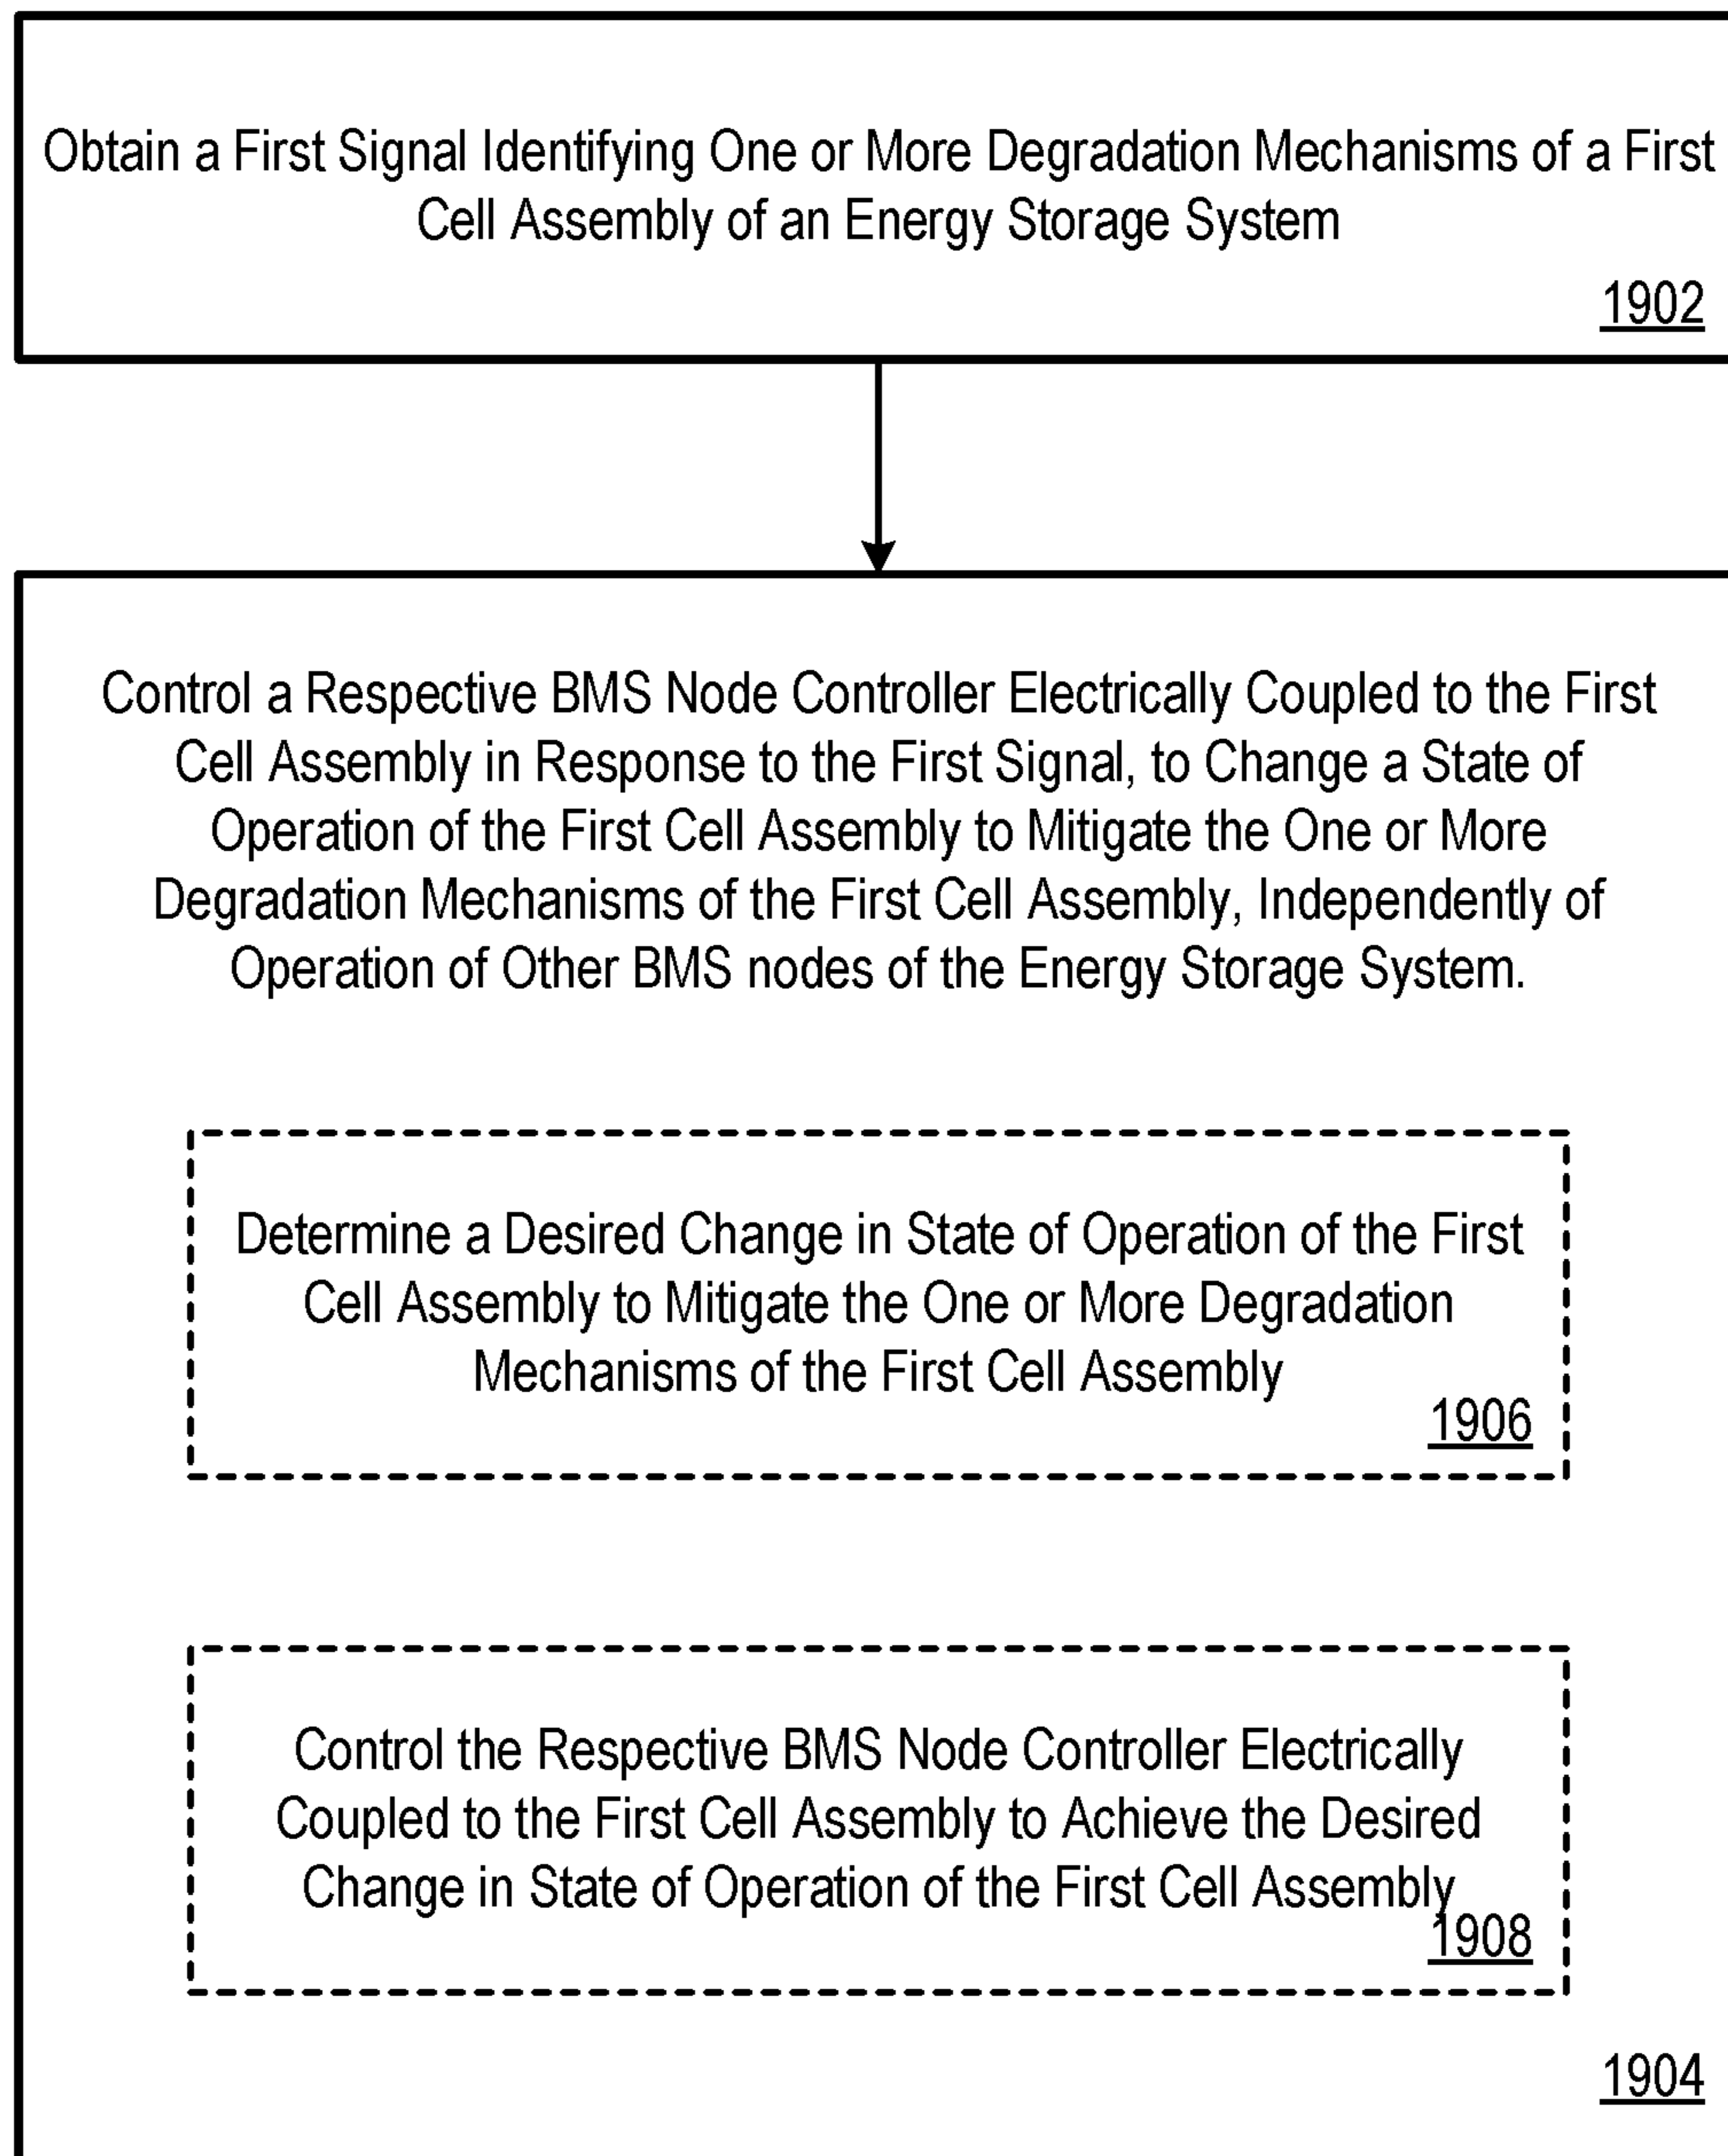 Obtain a First Signal Identifying One or More Degradation Mechanisms of a First
Cell Assembly of an Energy Storage System
1902
Control a Respective BMS Node Controller Electrically Coupled to the First
Cell Assembly in Response to the First Signal, to Change a State of
Operation of the First Cell Assembly to Mitigate the One or More
Degradation Mechanisms of the First Cell Assembly, Independently of
Operation of Other BMS nodes of the Energy Storage System.
Determine a Desired Change in State of Operation of the First
Cell Assembly to Mitigate the One or More Degradation
Mechanisms of the First Cell Assembly
1906
Control the Respective BMS Node Controller Electrically
Coupled to the First Cell Assembly to Achieve the Desired
Change in State of Operation of the First Cell Assembly
1908
1904